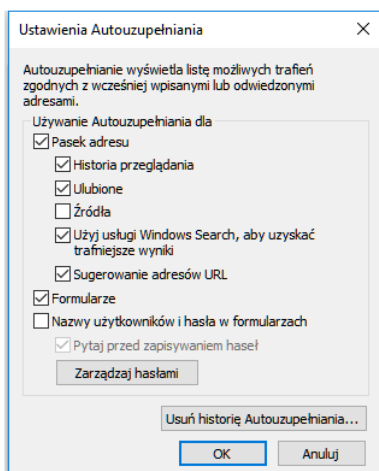 Ustawienia Autouzupełniania
Autouzupełnianie wyświetla listę możliwych trafień
zgodnych z wcześniej wpisanymi lub odwiedzonymi
adresami.
Używanie Autouzupełniania dla
Pasek adresu
Historia przeglądania
Ulubione
Źródła
Użyj usługi Windows Search, aby uzyskać
trafniejsze wyniki
Sugerowanie adresów URL
Formularze
Nazwy użytkowników i hasła w formularzach
Pytaj przed zapisywaniem haseł
Zarządzaj hasłami
Usuń historię Autouzupełniania...
OK Anuluj